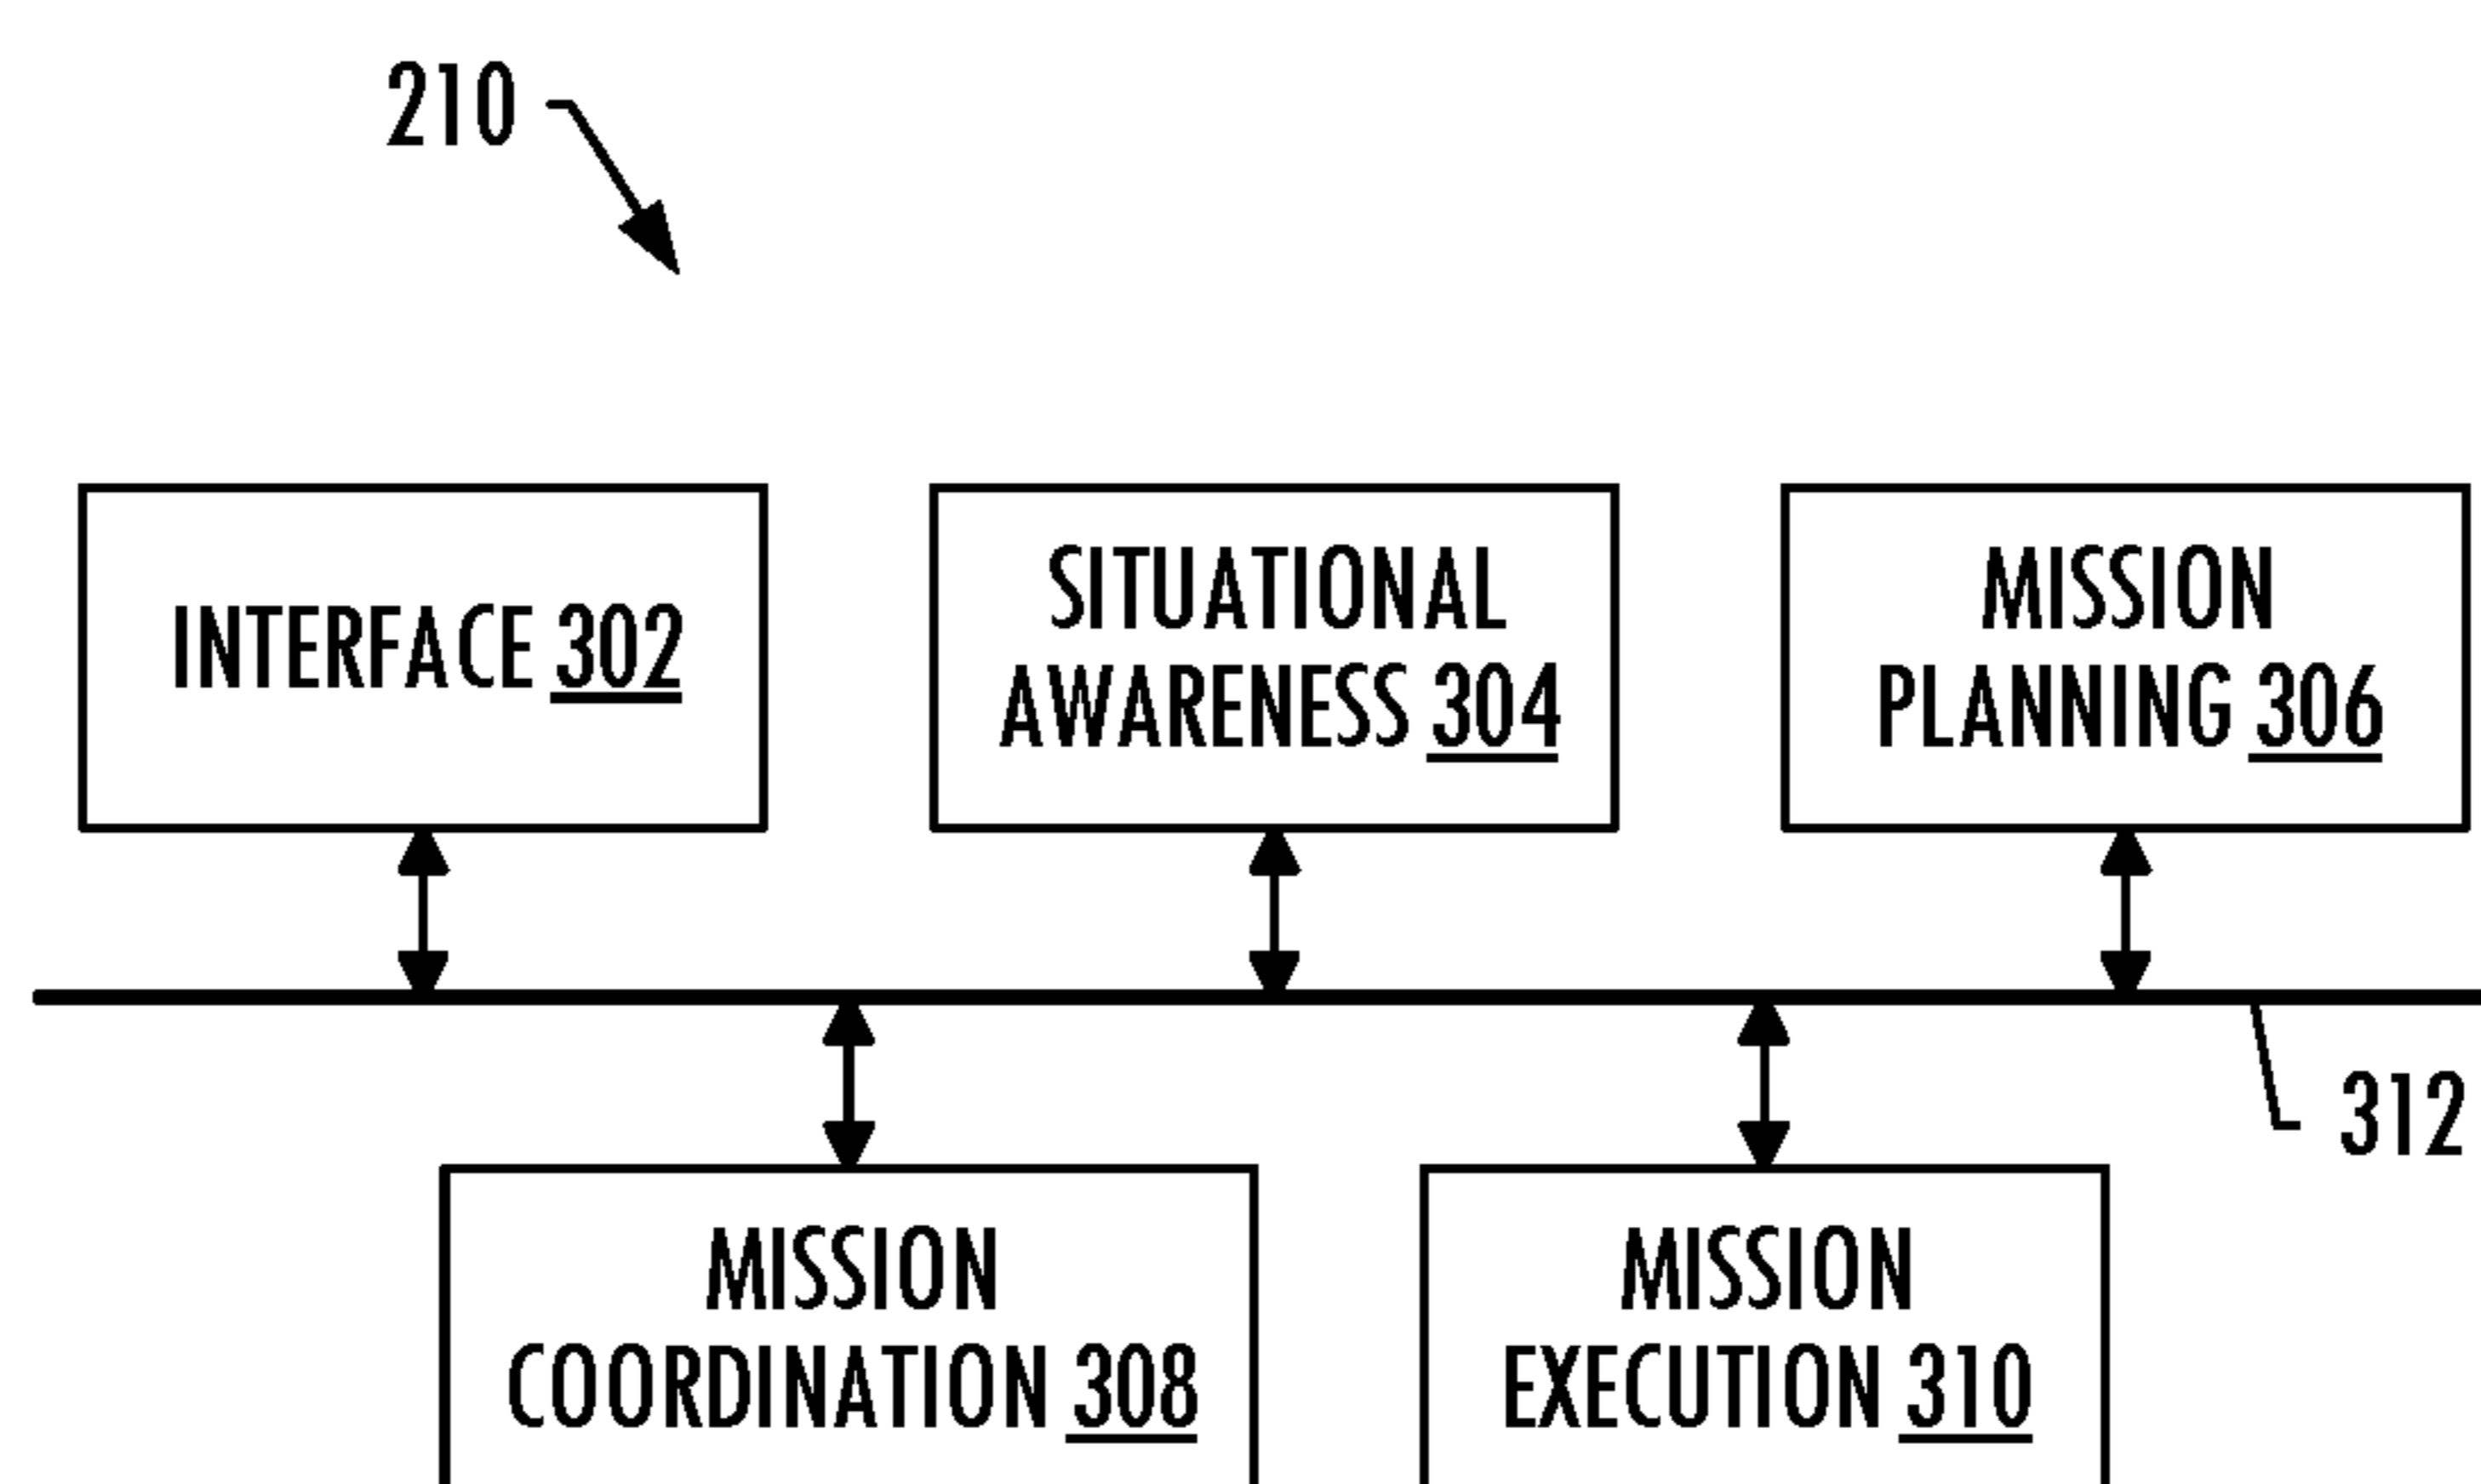 210
INTERFACE 302
SITUATIONAL
AWARENESS 304
MISSION
PLANNING 306
312
MISSION
COORDINATION 308
MISSION
EXECUTION 310